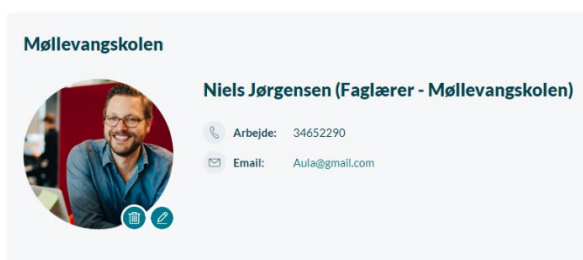 Møllevangskolen
Niels Jørgensen (Faglærer - Møllevangskolen)
Arbejde: 34652290
Email: Aula@gmail.com